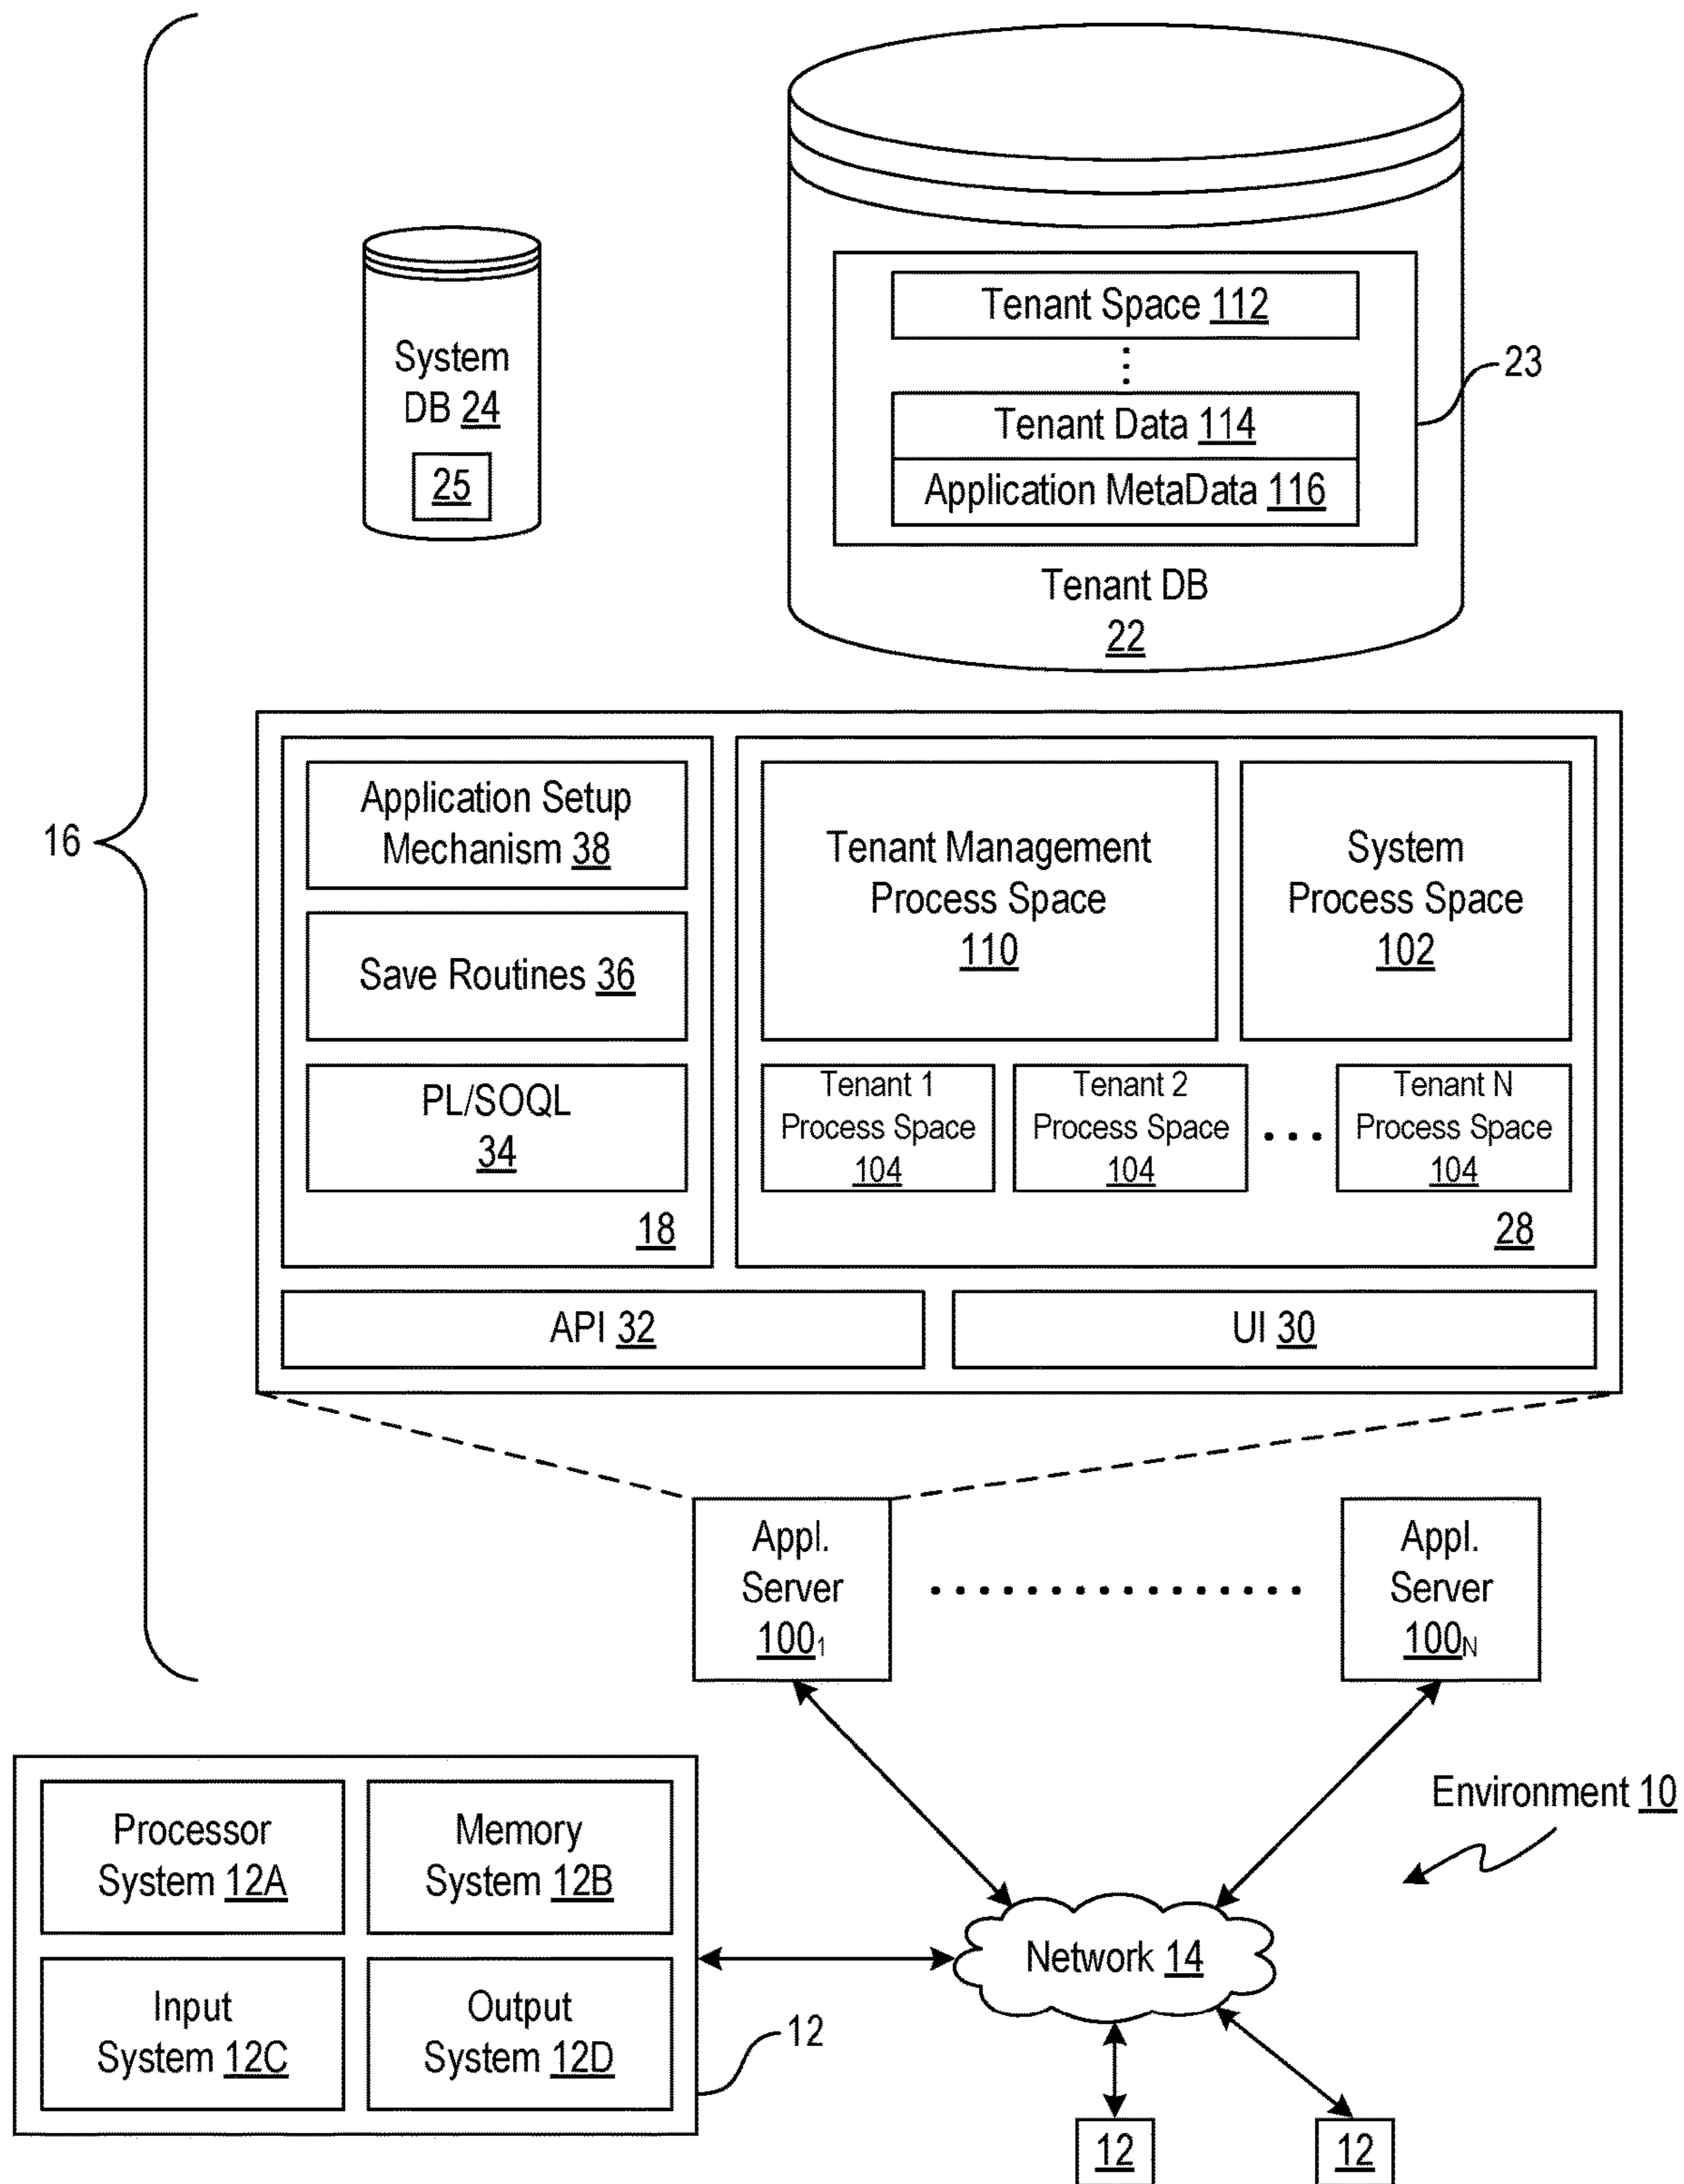 16
System
DB 24
25
Tenant Space 112
Tenant Data 114
Application MetaData 116
23
Tenant DB
22
Application Setup
Mechanism 38
Save Routines 36
PL/SOQL
34
18
Tenant Management
Process Space
110
System
Process Space
102
Tenant 1
Process Space
104
Tenant 2
Process Space
104
Tenant N
Process Space
104
28
API 32
UI 30
Appl.
Server
100₁
Appl.
Server
100N
Environment 10
Processor
System 12A
Memory
System 12B
Input
System 12C
Output
System 12D
12
Network 14
12
12